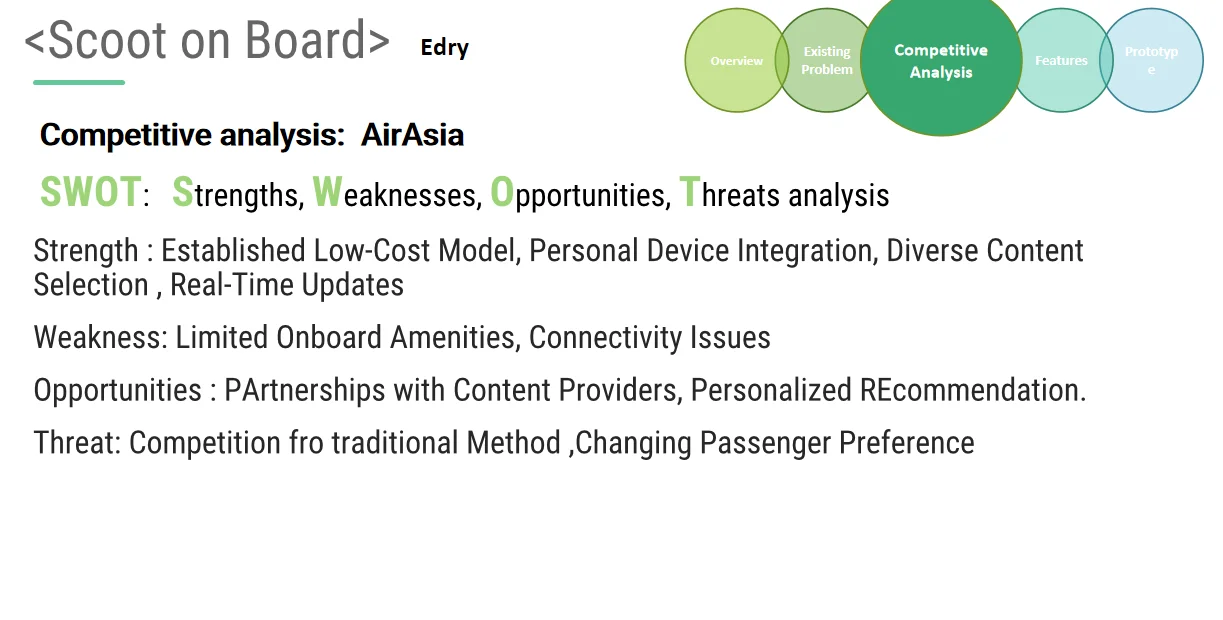 <Scoot on Board>
Edry
Overview
Existing
Problem
Competitive
Analysis
Features
Prototyp
e
Competitive analysis: AirAsia
SWOT: Strengths, Weaknesses, Opportunities, Threats analysis
Strength : Established Low-Cost Model, Personal Device Integration, Diverse Content
Selection , Real-Time Updates
Weakness: Limited Onboard Amenities, Connectivity Issues
Opportunities : PArtnerships with Content Providers, Personalized REcommendation.
Threat: Competition fro traditional Method ,Changing Passenger Preference